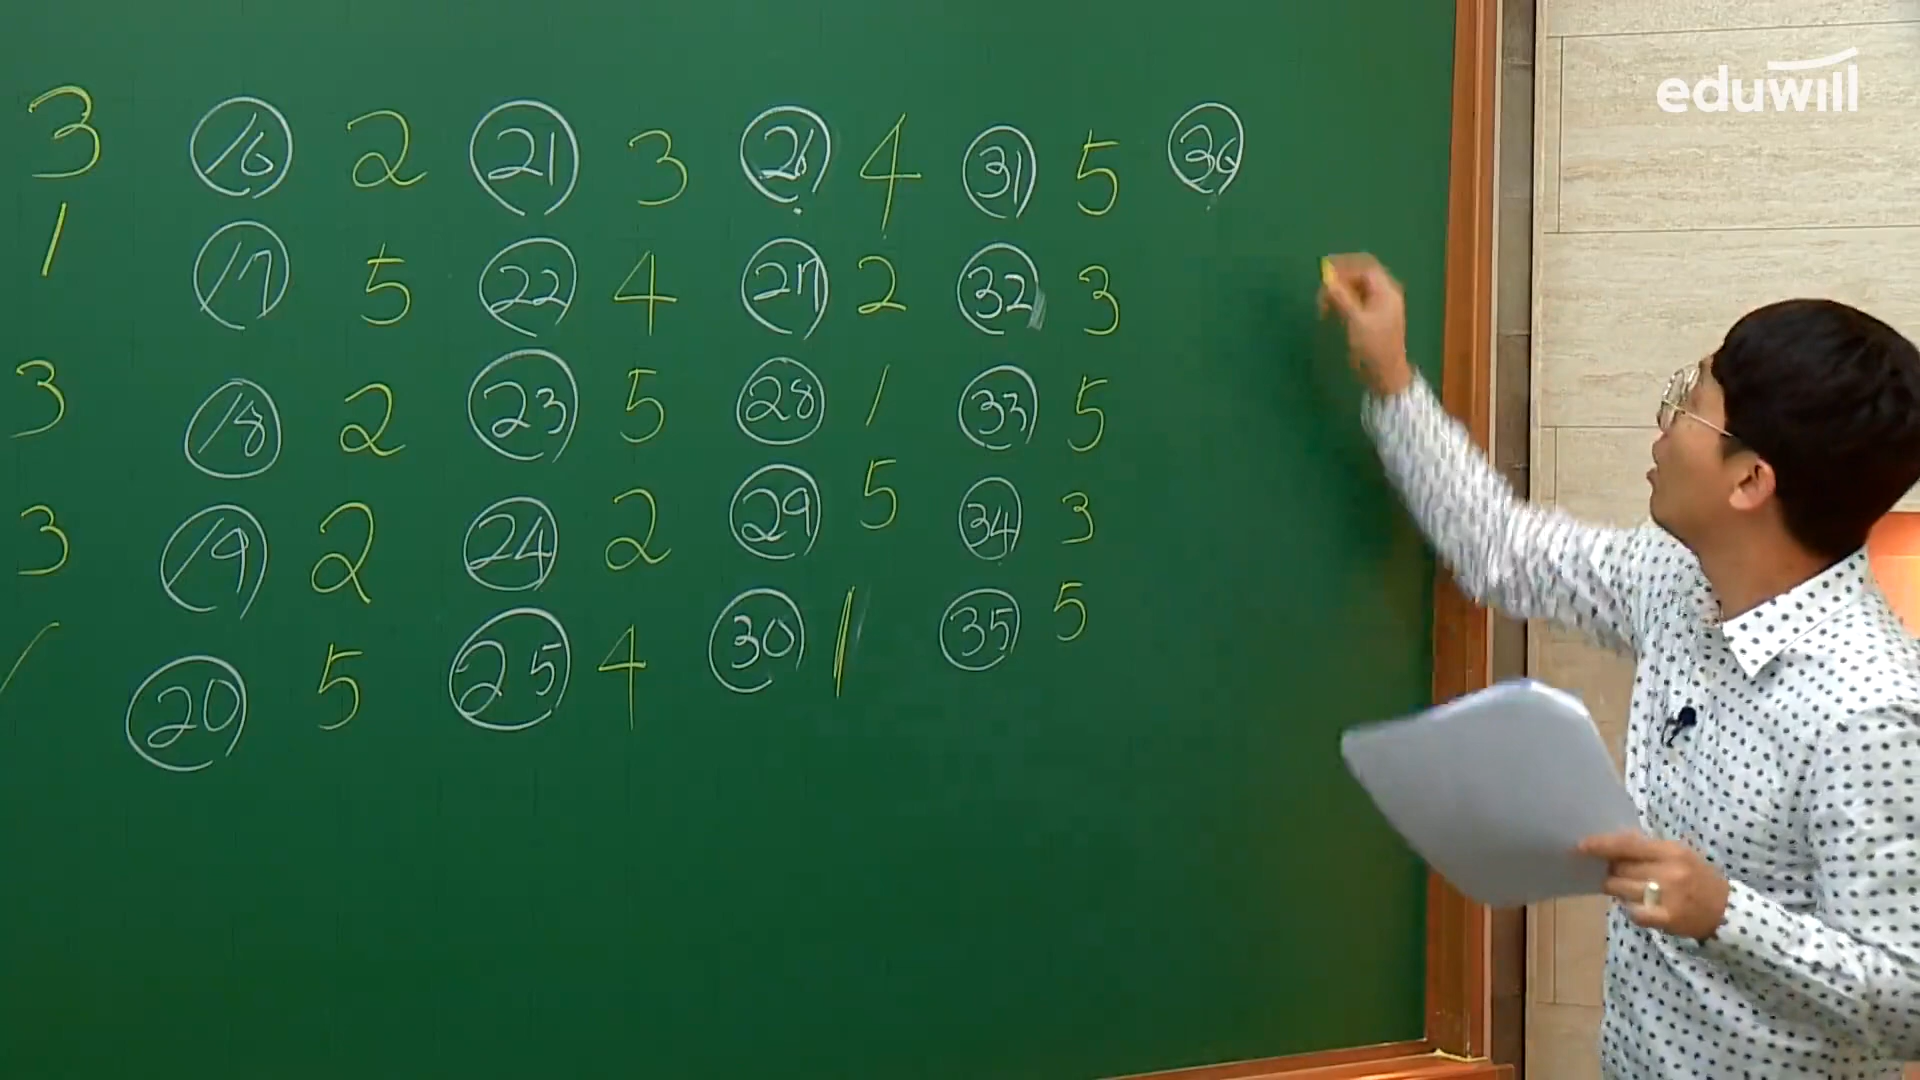 eduwill
3 16 2 21 3 26 4 31 5 36
1 17 5 22 4 27 2 32 3
3 18 2 23 5 28 1 33 5
3 19 2 24 2 29 5 34 3
20 5 25 4 30 1 35 5